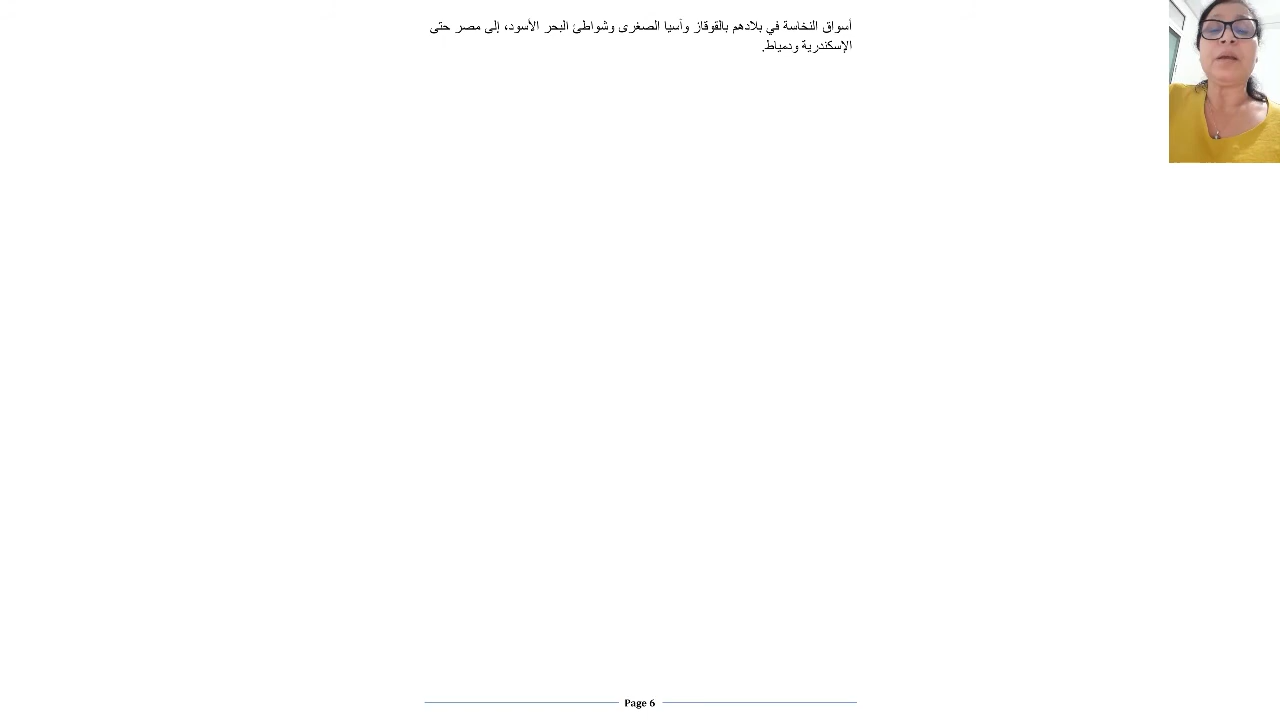 أسواق النخاسة في بلادهم بالقوقاز وآسيا الصغرى وشواطئ البحر الأسود، إلى مصر حتى
الإسكندرية ودمياط.
Page 6